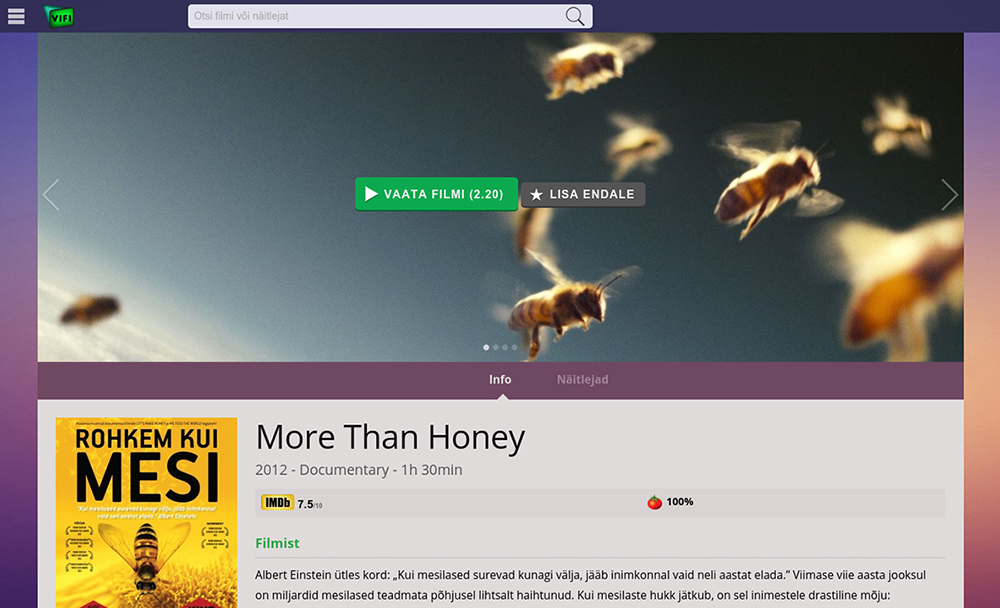 VIFI
Otsi filmi või näitlejat
VAATA FILMI (2.20)
LISA ENDALE
Info
Näitlejad
ROHKEM KUI
MESI
"Kui mesilased surevad kunagi välja, jääb inimkonnal
vaid neli aastat elada." Albert Einstein
More Than Honey
2012 - Documentary - 1h 30min
IMDb 7.5/10
100%
Filmist
Albert Einstein ütles kord: „Kui mesilased surevad kunagi välja, jääb inimkonnal vaid neli aastat elada.” Viimase viie aasta jooksul
on miljardid mesilased teadmata põhjusel lihtsalt haihtunud. Kui mesilaste hukk jätkub, on sel inimestele drastiline mõju: